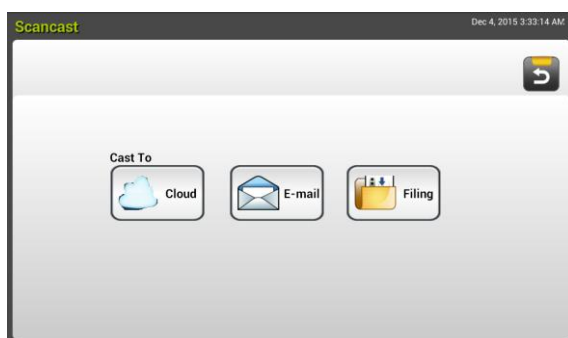 Scancast
Dec 4, 2015 3:33:14 AM
Cast To
Cloud
E-mail
Filing